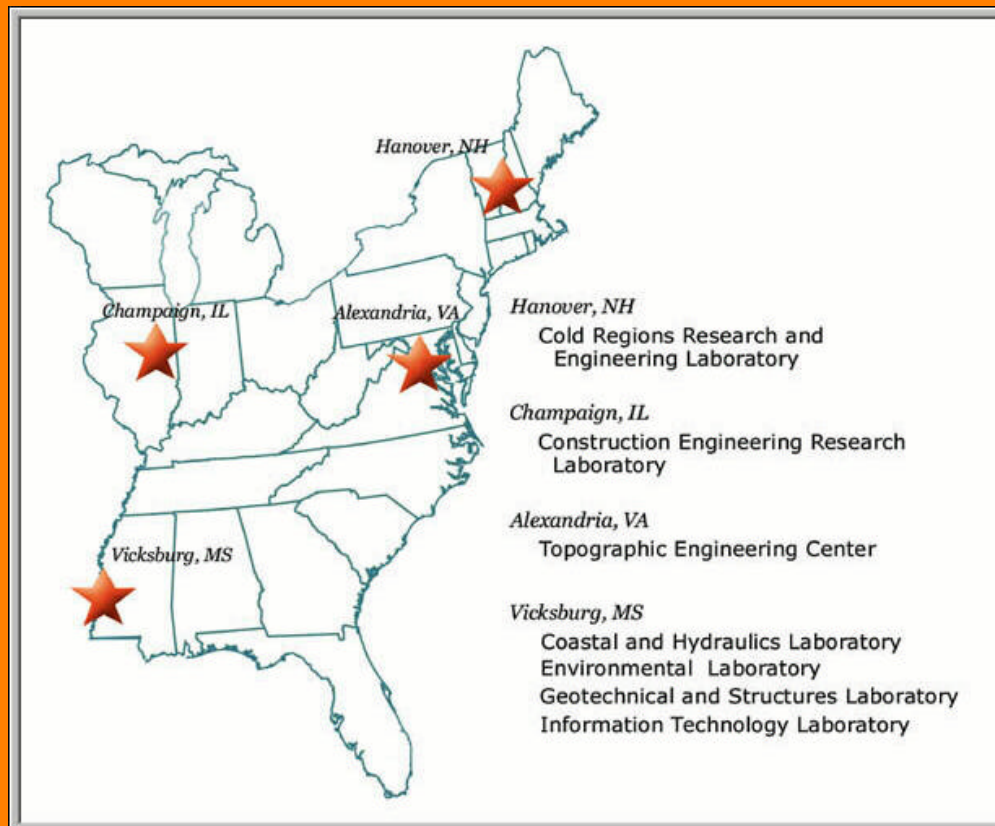 Hanover, NH
Champaign, IL
Alexandria, VA
Vicksburg, MS
Hanover, NH
Cold Regions Research and
Engineering Laboratory
Champaign, IL
Construction Engineering Research
Laboratory
Alexandria, VA
Topographic Engineering Center
Vicksburg, MS
Coastal and Hydraulics Laboratory
Environmental Laboratory
Geotechnical and Structures Laboratory
Information Technology Laboratory